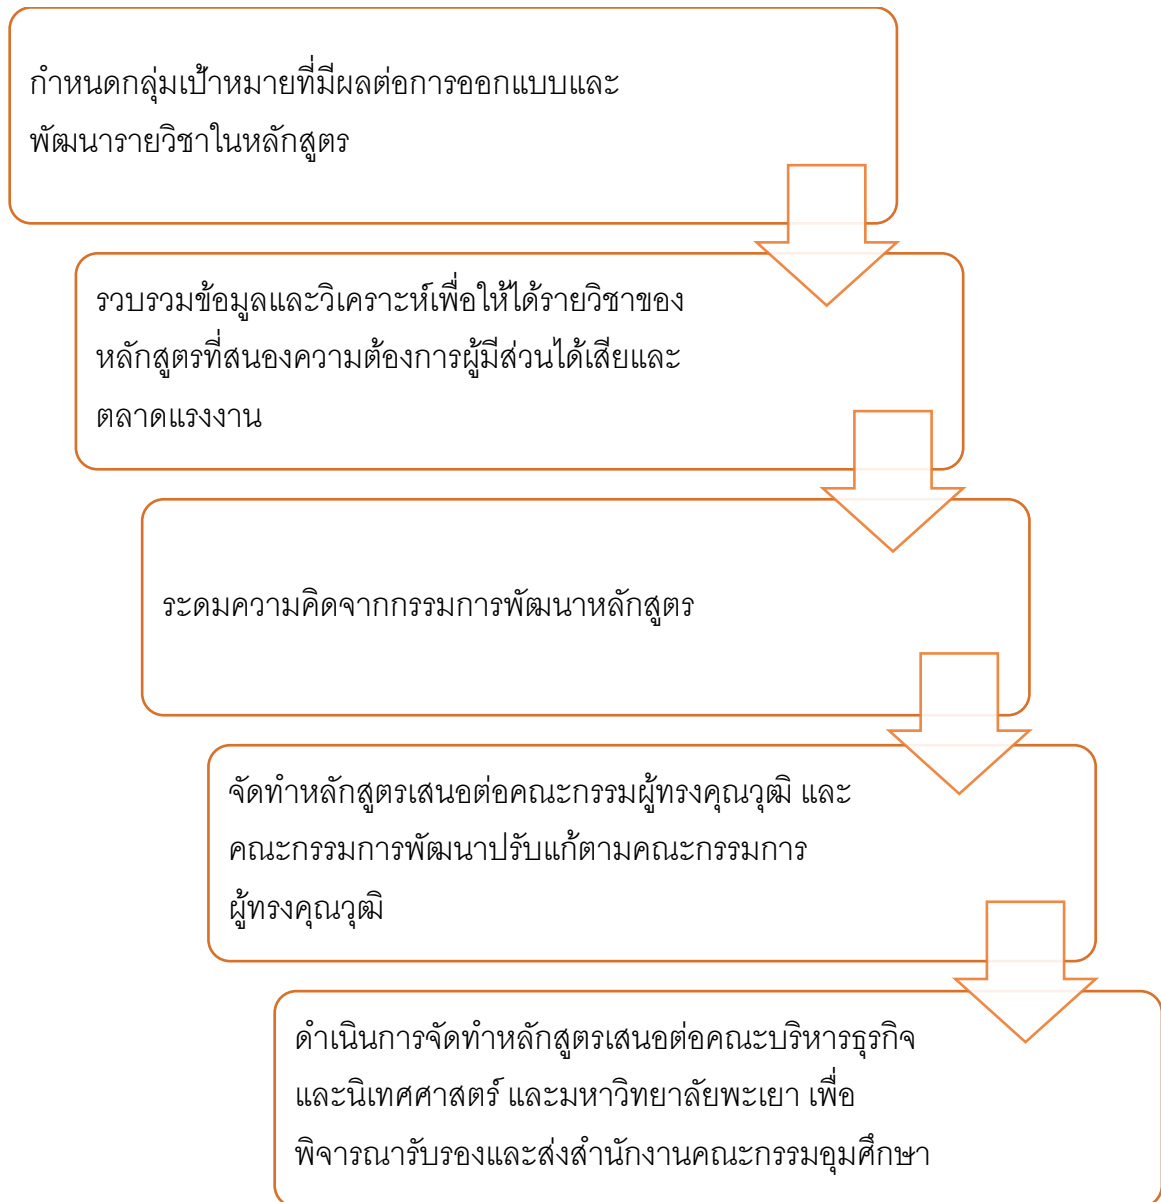 กำหนดกลุ่มเป้าหมายที่มีผลต่อการออกแบบและ
พัฒนารายวิชาในหลักสูตร
รวบรวมข้อมูลและวิเคราะห์เพื่อให้ได้รายวิชาของ
หลักสูตรที่สนองความต้องการผู้มีส่วนได้เสียและ
ตลาดแรงงาน
ระดมความคิดจากกรรมการพัฒนาหลักสูตร
จัดทำหลักสูตรเสนอต่อคณะกรรมผู้ทรงคุณวุฒิ และ
คณะกรรมการพัฒนาปรับแก้ตามคณะกรรมการ
ผู้ทรงคุณวุฒิ
ดำเนินการจัดทำหลักสูตรเสนอต่อคณะบริหารธุรกิจ
และนิเทศศาสตร์ และมหาวิทยาลัยพะเยา เพื่อ
พิจารณารับรองและส่งสำนักงานคณะกรรมอุมศึกษา